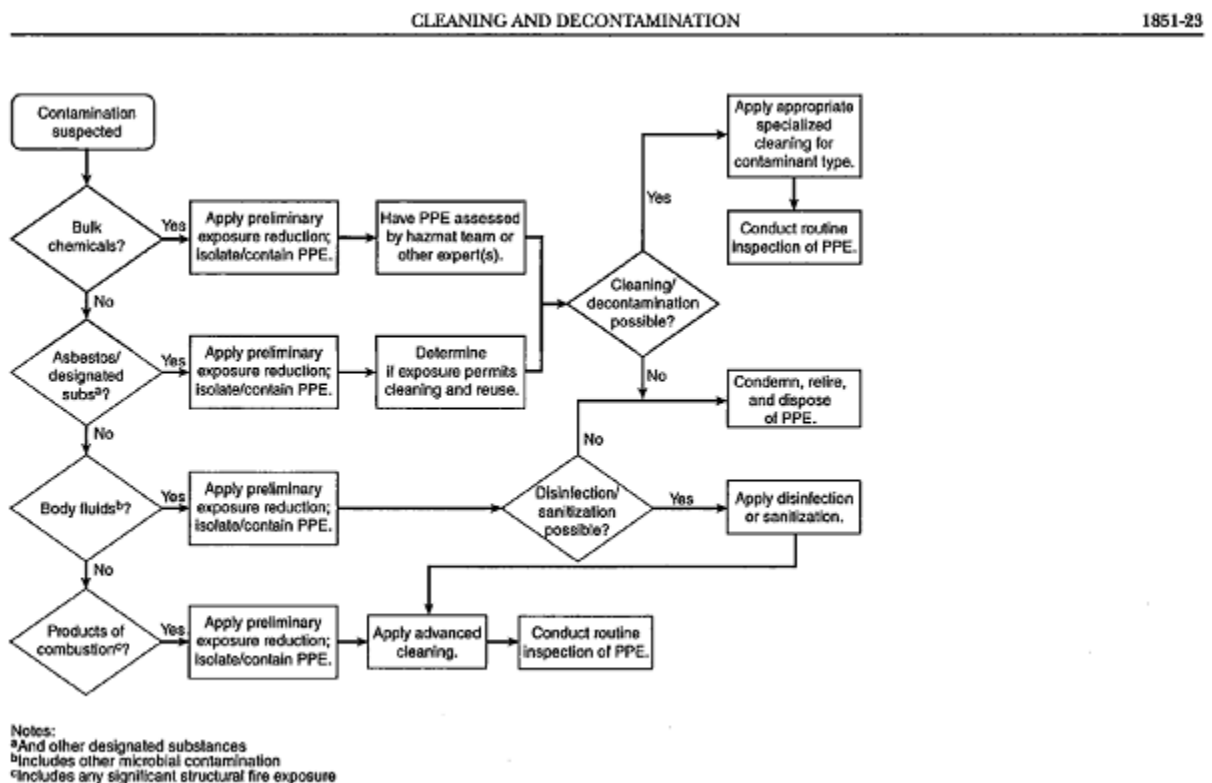 CLEANING AND DECONTAMINATION
1851-23
Contamination
suspected
Bulk
chemicals?
Yes
Apply preliminary
exposure reduction;
isolate/contain PPE.
Have PPE assessed
by hazmat team or
other expert(s).
No
Asbestos/
designated
subsᵃ?
Yes
Apply preliminary
exposure reduction;
isolate/contain PPE.
Determine
if exposure permits
cleaning and reuse.
Cleaning/
decontamination
possible?
Yes
Apply appropriate
specialized
cleaning for
contaminant type.
Conduct routine
inspection of PPE.
No
Condemn, retire,
and dispose
of PPE.
No
Body fluidsᵇ?
Yes
Apply preliminary
exposure reduction;
isolate/contain PPE.
Disinfection/
sanitization
possible?
No
Yes
Apply disinfection
or sanitization.
No
Products of
combustionᶜ?
Yes
Apply preliminary
exposure reduction;
isolate/contain PPE.
Apply advanced
cleaning.
Conduct routine
inspection of PPE.
Notes:
ᵃAnd other designated substances
ᵇIncludes other microbial contamination
ᶜIncludes any significant structural fire exposure